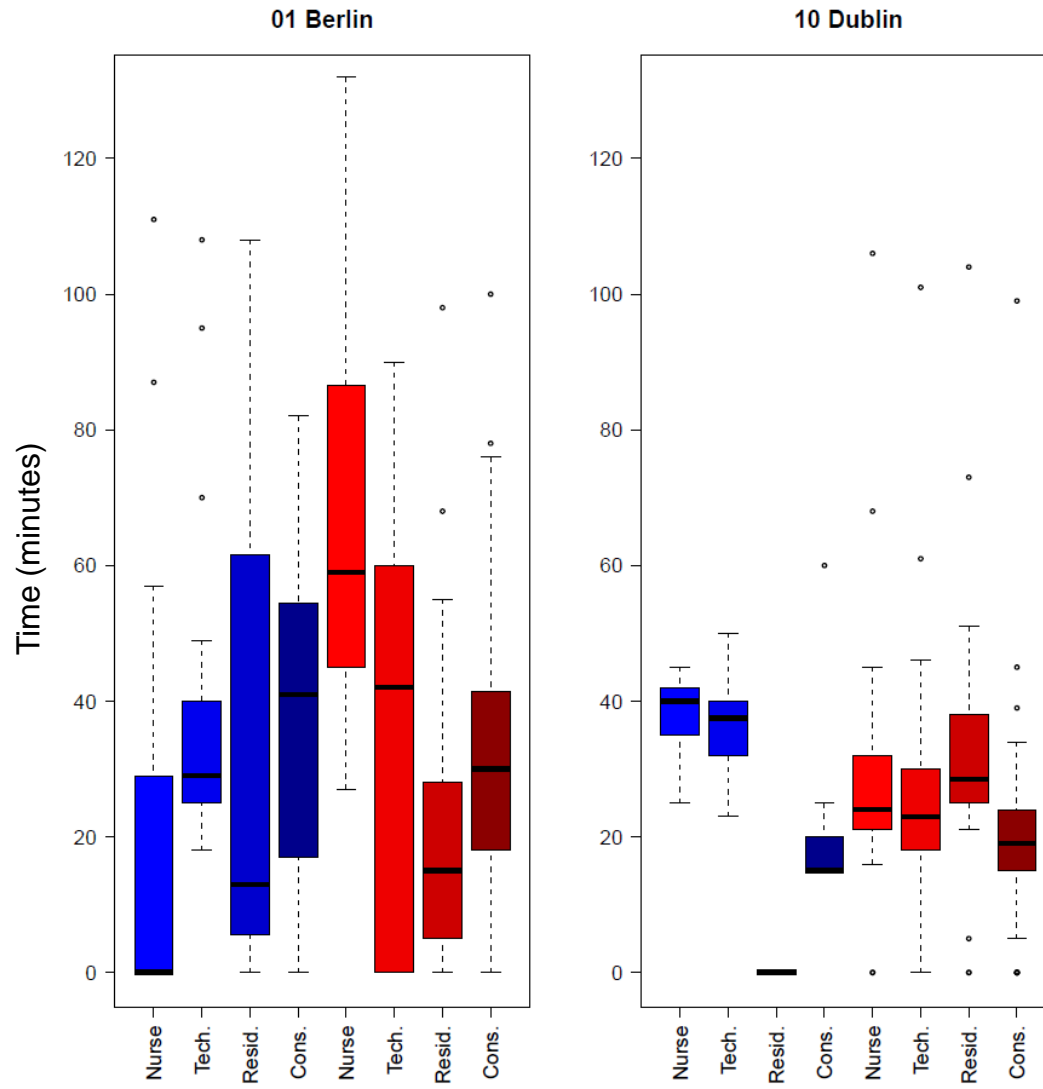 01 Berlin
10 Dublin
Time (minutes)
120
100
80
60
40
20
0
Nurse
Tech.
Resid.
Cons.
Nurse
Tech.
Resid.
Cons.
120
100
80
60
40
20
0
Nurse
Tech.
Resid.
Cons.
Nurse
Tech.
Resid.
Cons.